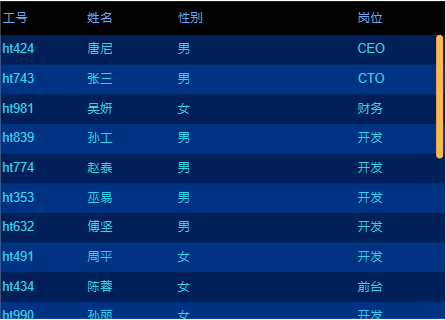 工号 姓名 性别 岗位
ht424 唐尼 男 CEO
ht743 张三 男 CTO
ht981 吴妍 女 财务
ht839 孙工 男 开发
ht774 赵泰 男 开发
ht353 巫易 男 开发
ht632 傅坚 男 开发
ht491 周平 女 开发
ht434 陈蓉 女 前台
ht990 孙丽 女 开发